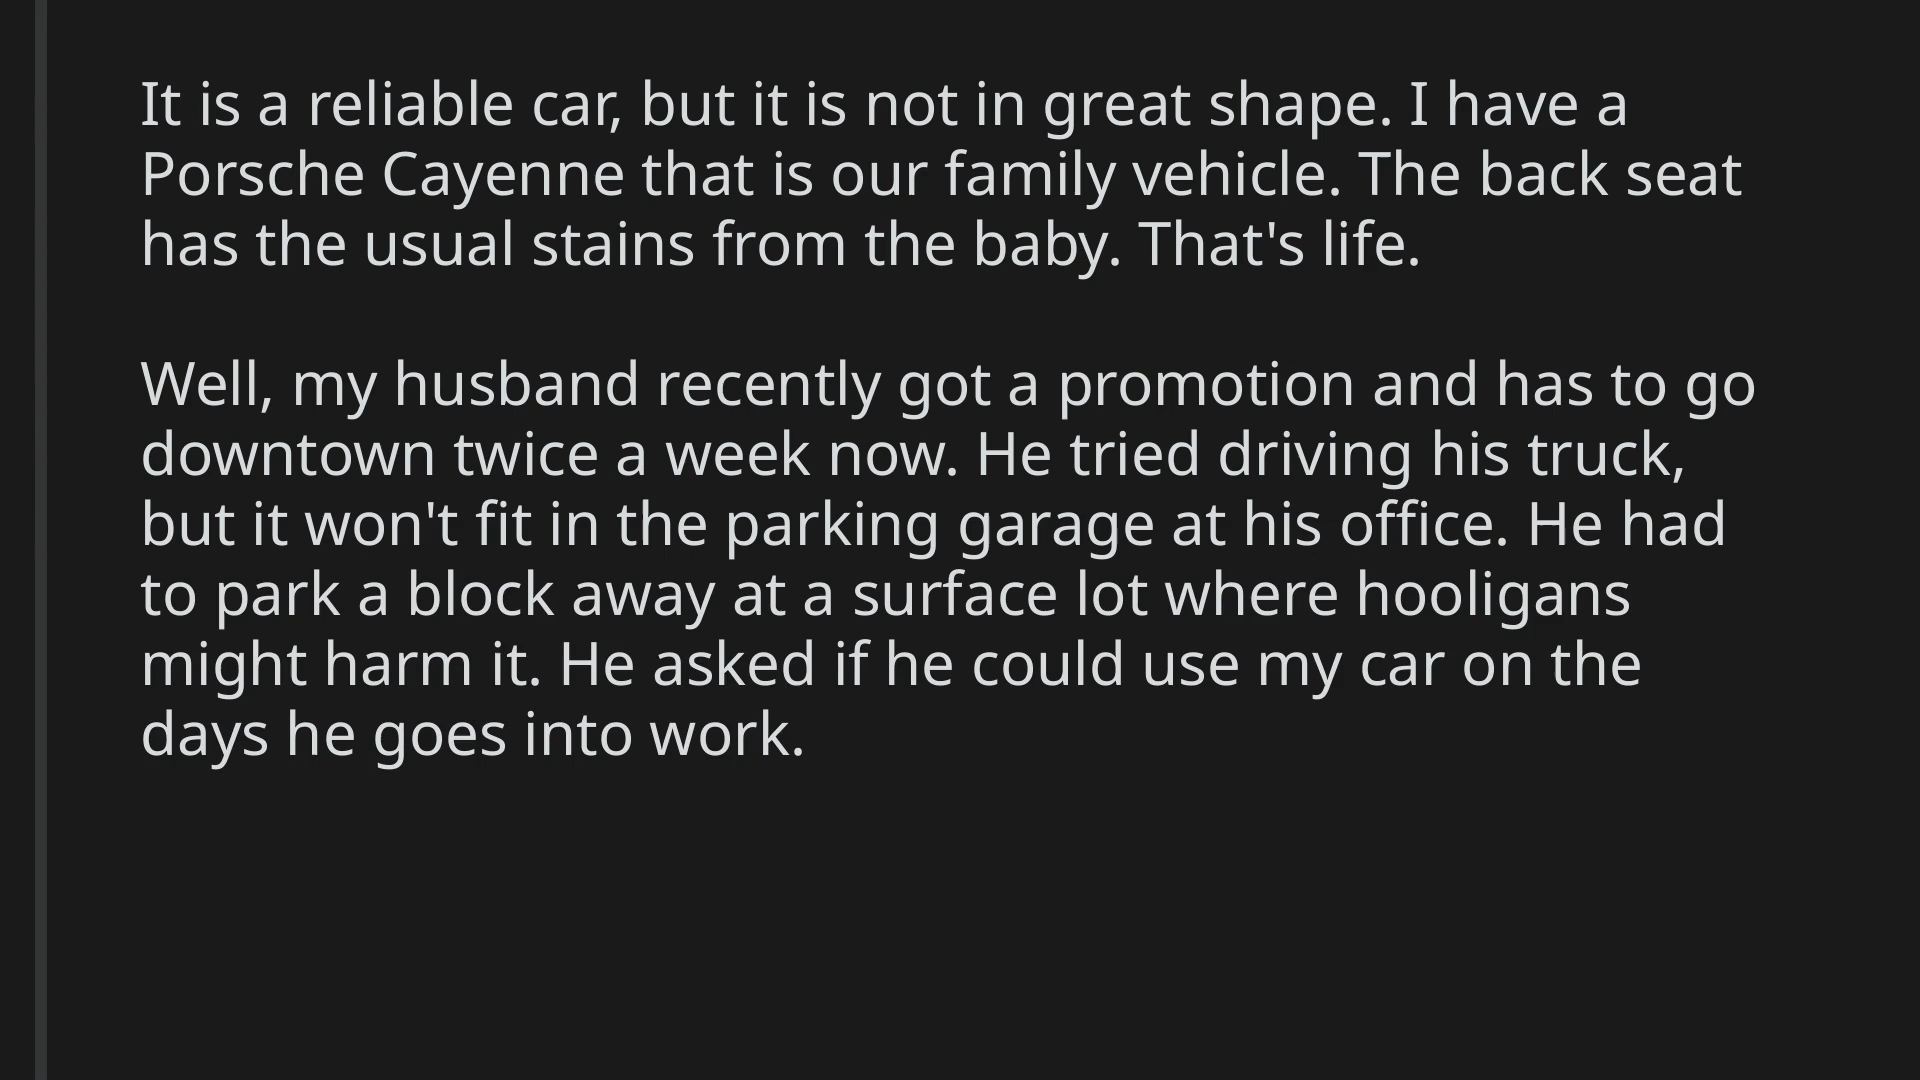 It is a reliable car, but it is not in great shape. I have a
Porsche Cayenne that is our family vehicle. The back seat
has the usual stains from the baby. That's life.
Well, my husband recently got a promotion and has to go
downtown twice a week now. He tried driving his truck,
but it won't fit in the parking garage at his office. He had
to park a block away at a surface lot where hooligans
might harm it. He asked if he could use my car on the
days he goes into work.